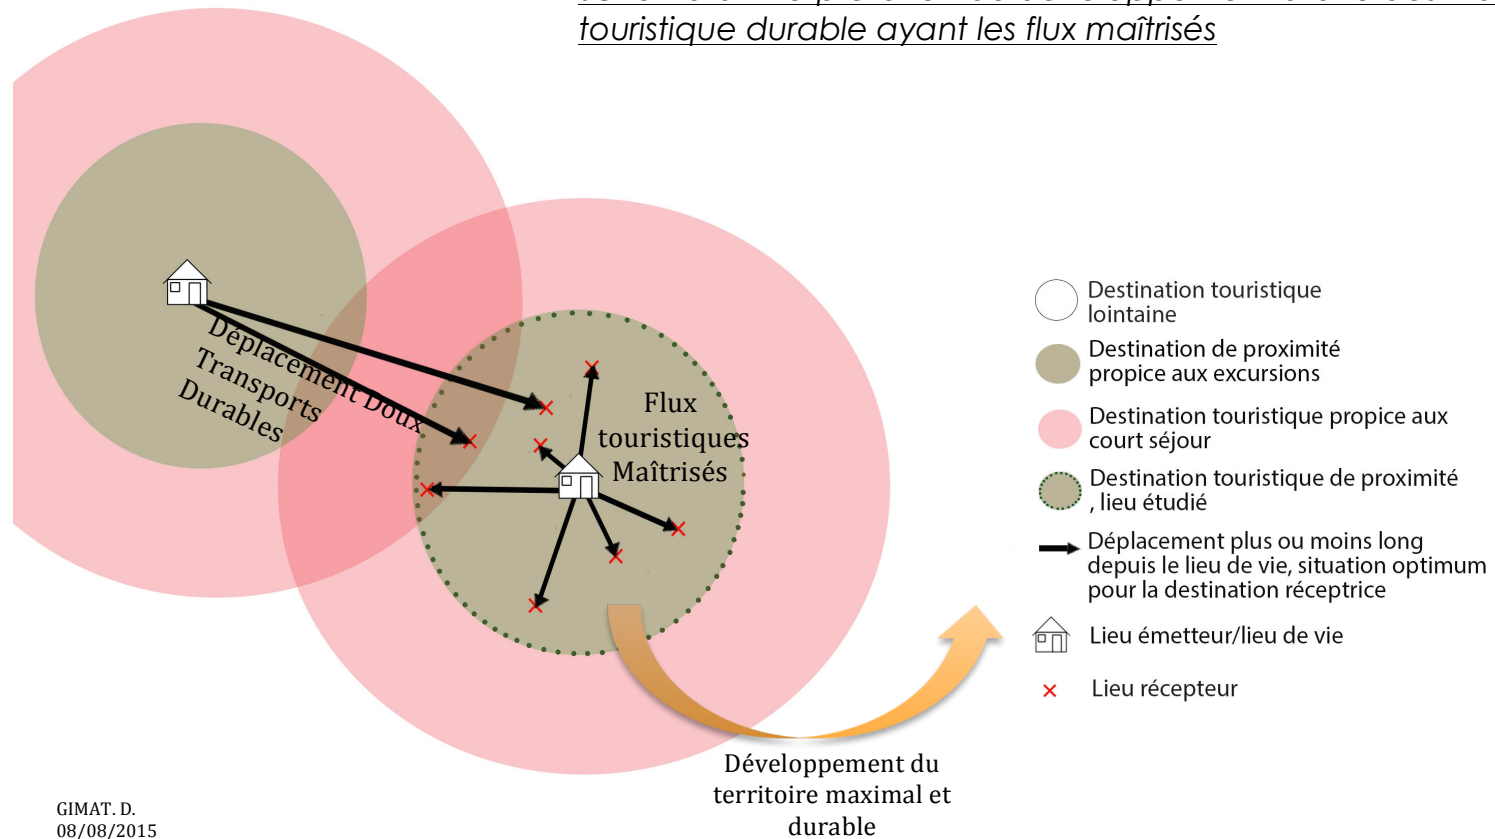 touristique durable ayant les flux maîtrisés
Déplacement Doux
Transports
Durables
Flux
touristiques
Maîtrisés
Destination touristique
lointaine
Destination de proximité
propice aux excursions
Destination touristique propice aux
court séjour
Destination touristique de proximité
, lieu étudié
Déplacement plus ou moins long
depuis le lieu de vie, situation optimum
pour la destination réceptrice
Lieu émetteur/lieu de vie
Lieu récepteur
Développement du
territoire maximal et
durable
GIMAT. D.
08/08/2015